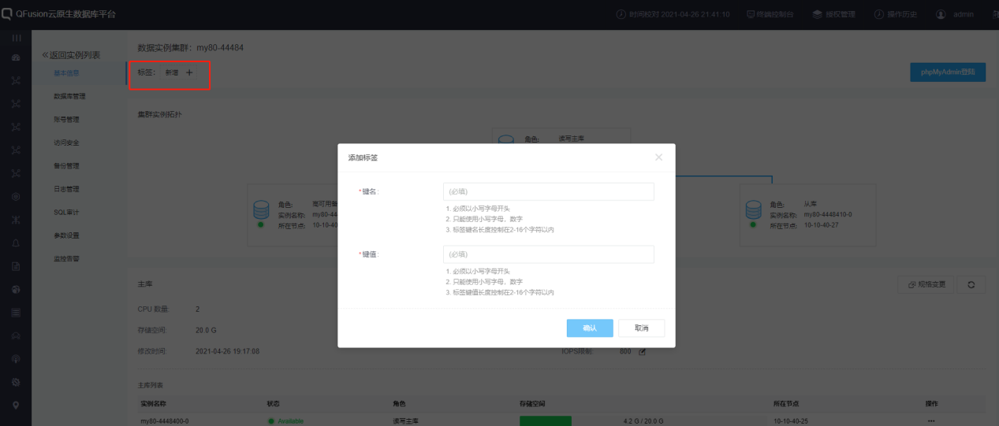 QFusion云原生数据库平台
时间校对 2021-04-26 21:41:10 终端控制台 授权管理 操作历史 admin
返回实例列表
基本信息
数据库管理
账号管理
访问安全
备份管理
日志管理
SQL审计
参数设置
监控告警
数据实例集群: my80-44484
标签: 新增 +
phpMyAdmin登陆
集群实例拓扑
角色: 读写主库
角色: 高可用备
实例名称: my80-44
所在节点: 10-10-40
角色: 从库
实例名称: my80-4448410-0
所在节点: 10-10-40-27
添加标签
*键名:
(必填)
1. 必须以小写字母开头
2. 只能使用小写字母，数字
3. 标签键名长度控制在2-16个字符以内
*键值:
(必填)
1. 必须以小写字母开头
2. 只能使用小写字母，数字
3. 标签键值长度控制在2-16个字符以内
确认 取消
主库
规格变更
CPU 数量: 2
存储空间: 20.0 G
修改时间: 2021-04-26 19:17:08
IOPS限制: 800
主库列表
实例名称 状态 角色 存储空间 所在节点 操作
my80-4448400-0 Available 读写主库 4.2 G / 20.0 G 10-10-40-25 •••